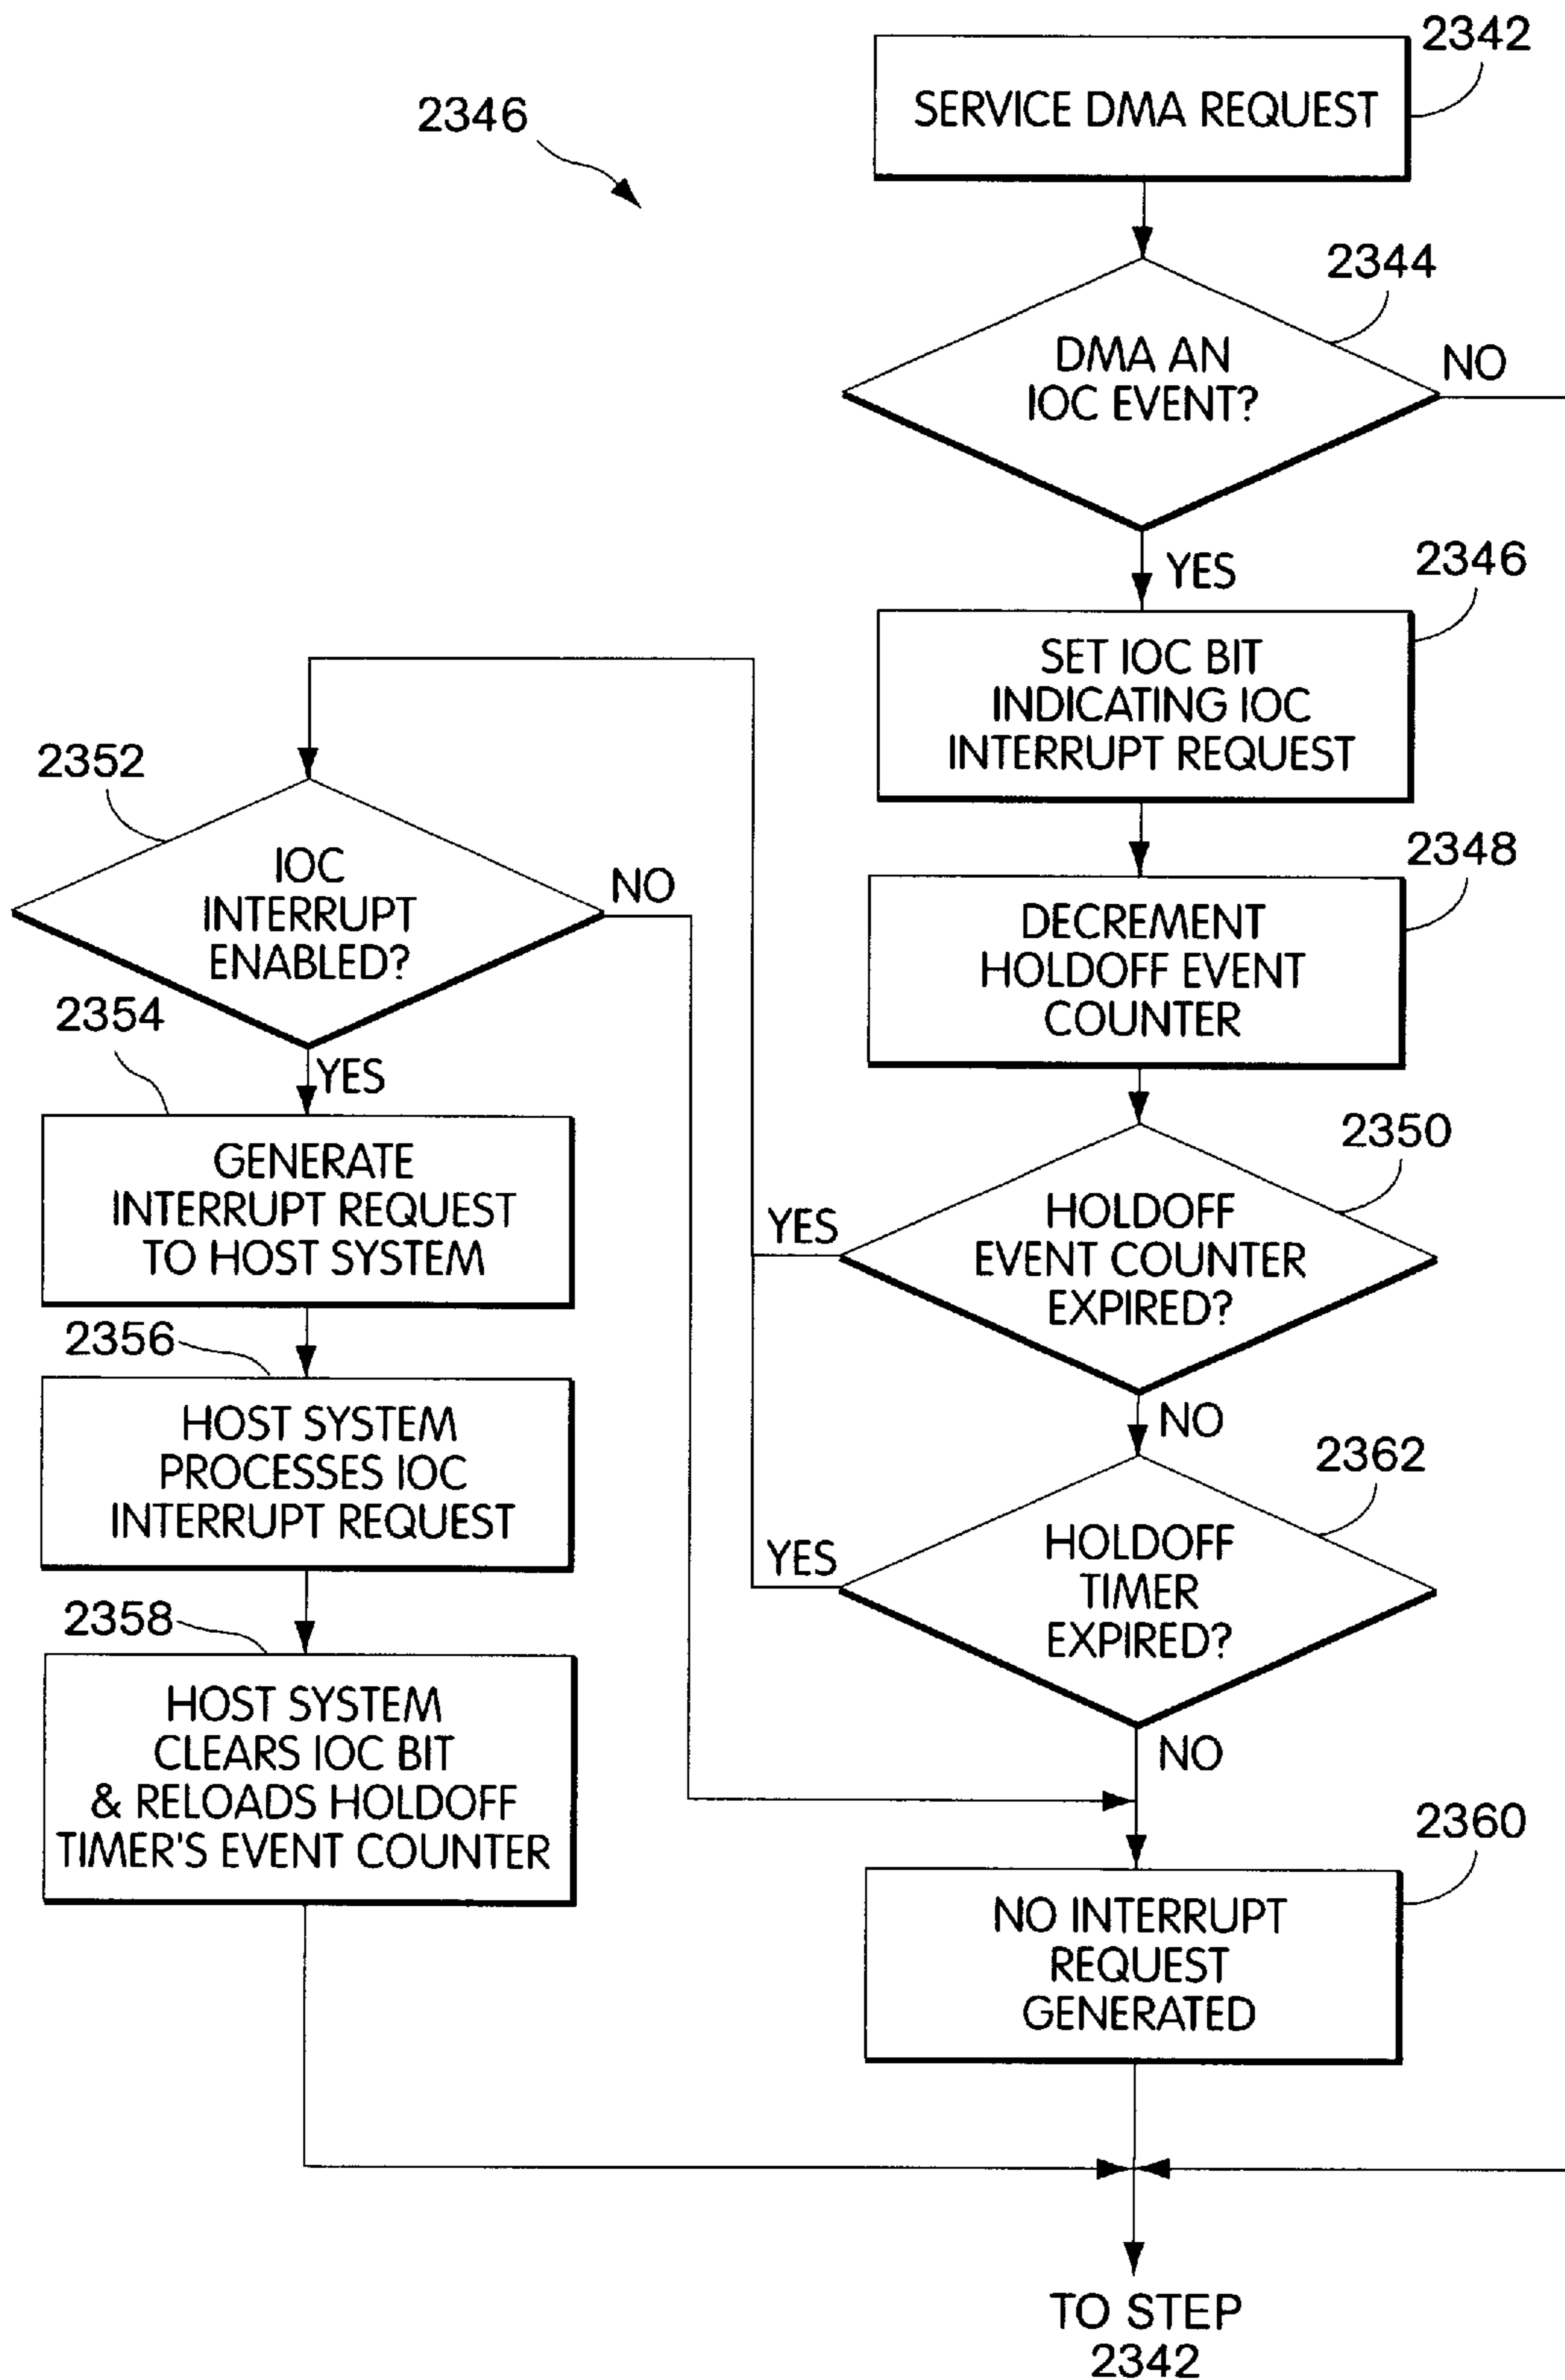 2342
SERVICE DMA REQUEST
2346
2344
DMA AN
IOC EVENT?
NO
YES
2346
SET IOC BIT
INDICATING IOC
INTERRUPT REQUEST
2348
DECREMENT
HOLDOFF EVENT
COUNTER
2350
HOLDOFF
EVENT COUNTER
EXPIRED?
YES
NO
2362
HOLDOFF
TIMER
EXPIRED?
YES
NO
2352
IOC
INTERRUPT
ENABLED?
NO
YES
2354
GENERATE
INTERRUPT REQUEST
TO HOST SYSTEM
2356
HOST SYSTEM
PROCESSES IOC
INTERRUPT REQUEST
2358
HOST SYSTEM
CLEARS IOC BIT
& RELOADS HOLDOFF
TIMER'S EVENT COUNTER
2360
NO INTERRUPT
REQUEST
GENERATED
TO STEP
2342